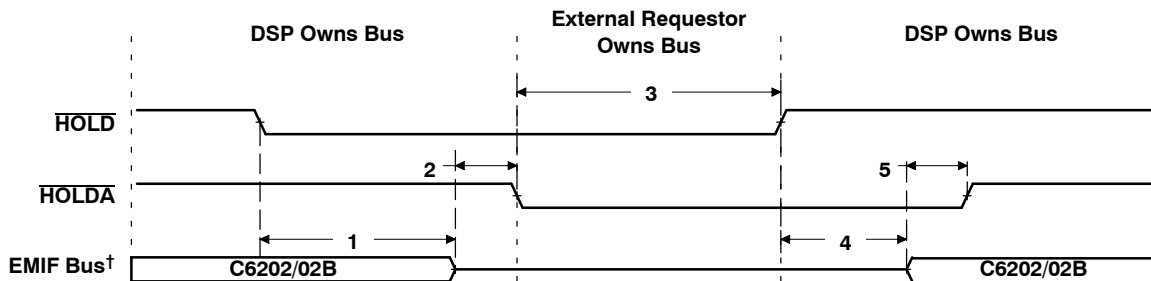 DSP Owns Bus
External Requestor
Owns Bus
DSP Owns Bus
3
HOLD
2
5
HOLDA
1
4
EMIF Bus†
C6202/02B
C6202/02B